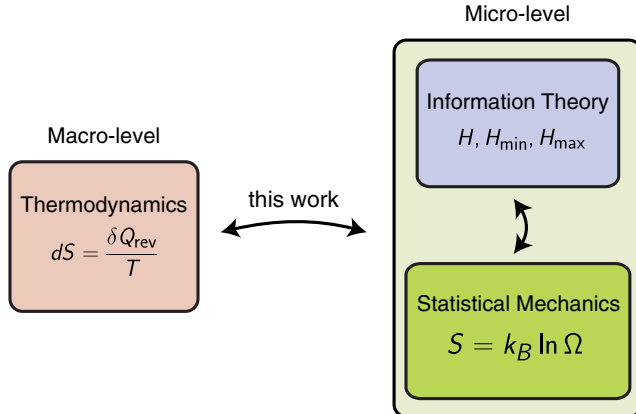 Micro-level
Information Theory
H, H_min, H_max
Macro-level
Thermodynamics
dS = δQ_rev / T
this work
Statistical Mechanics
S = k_B ln Ω